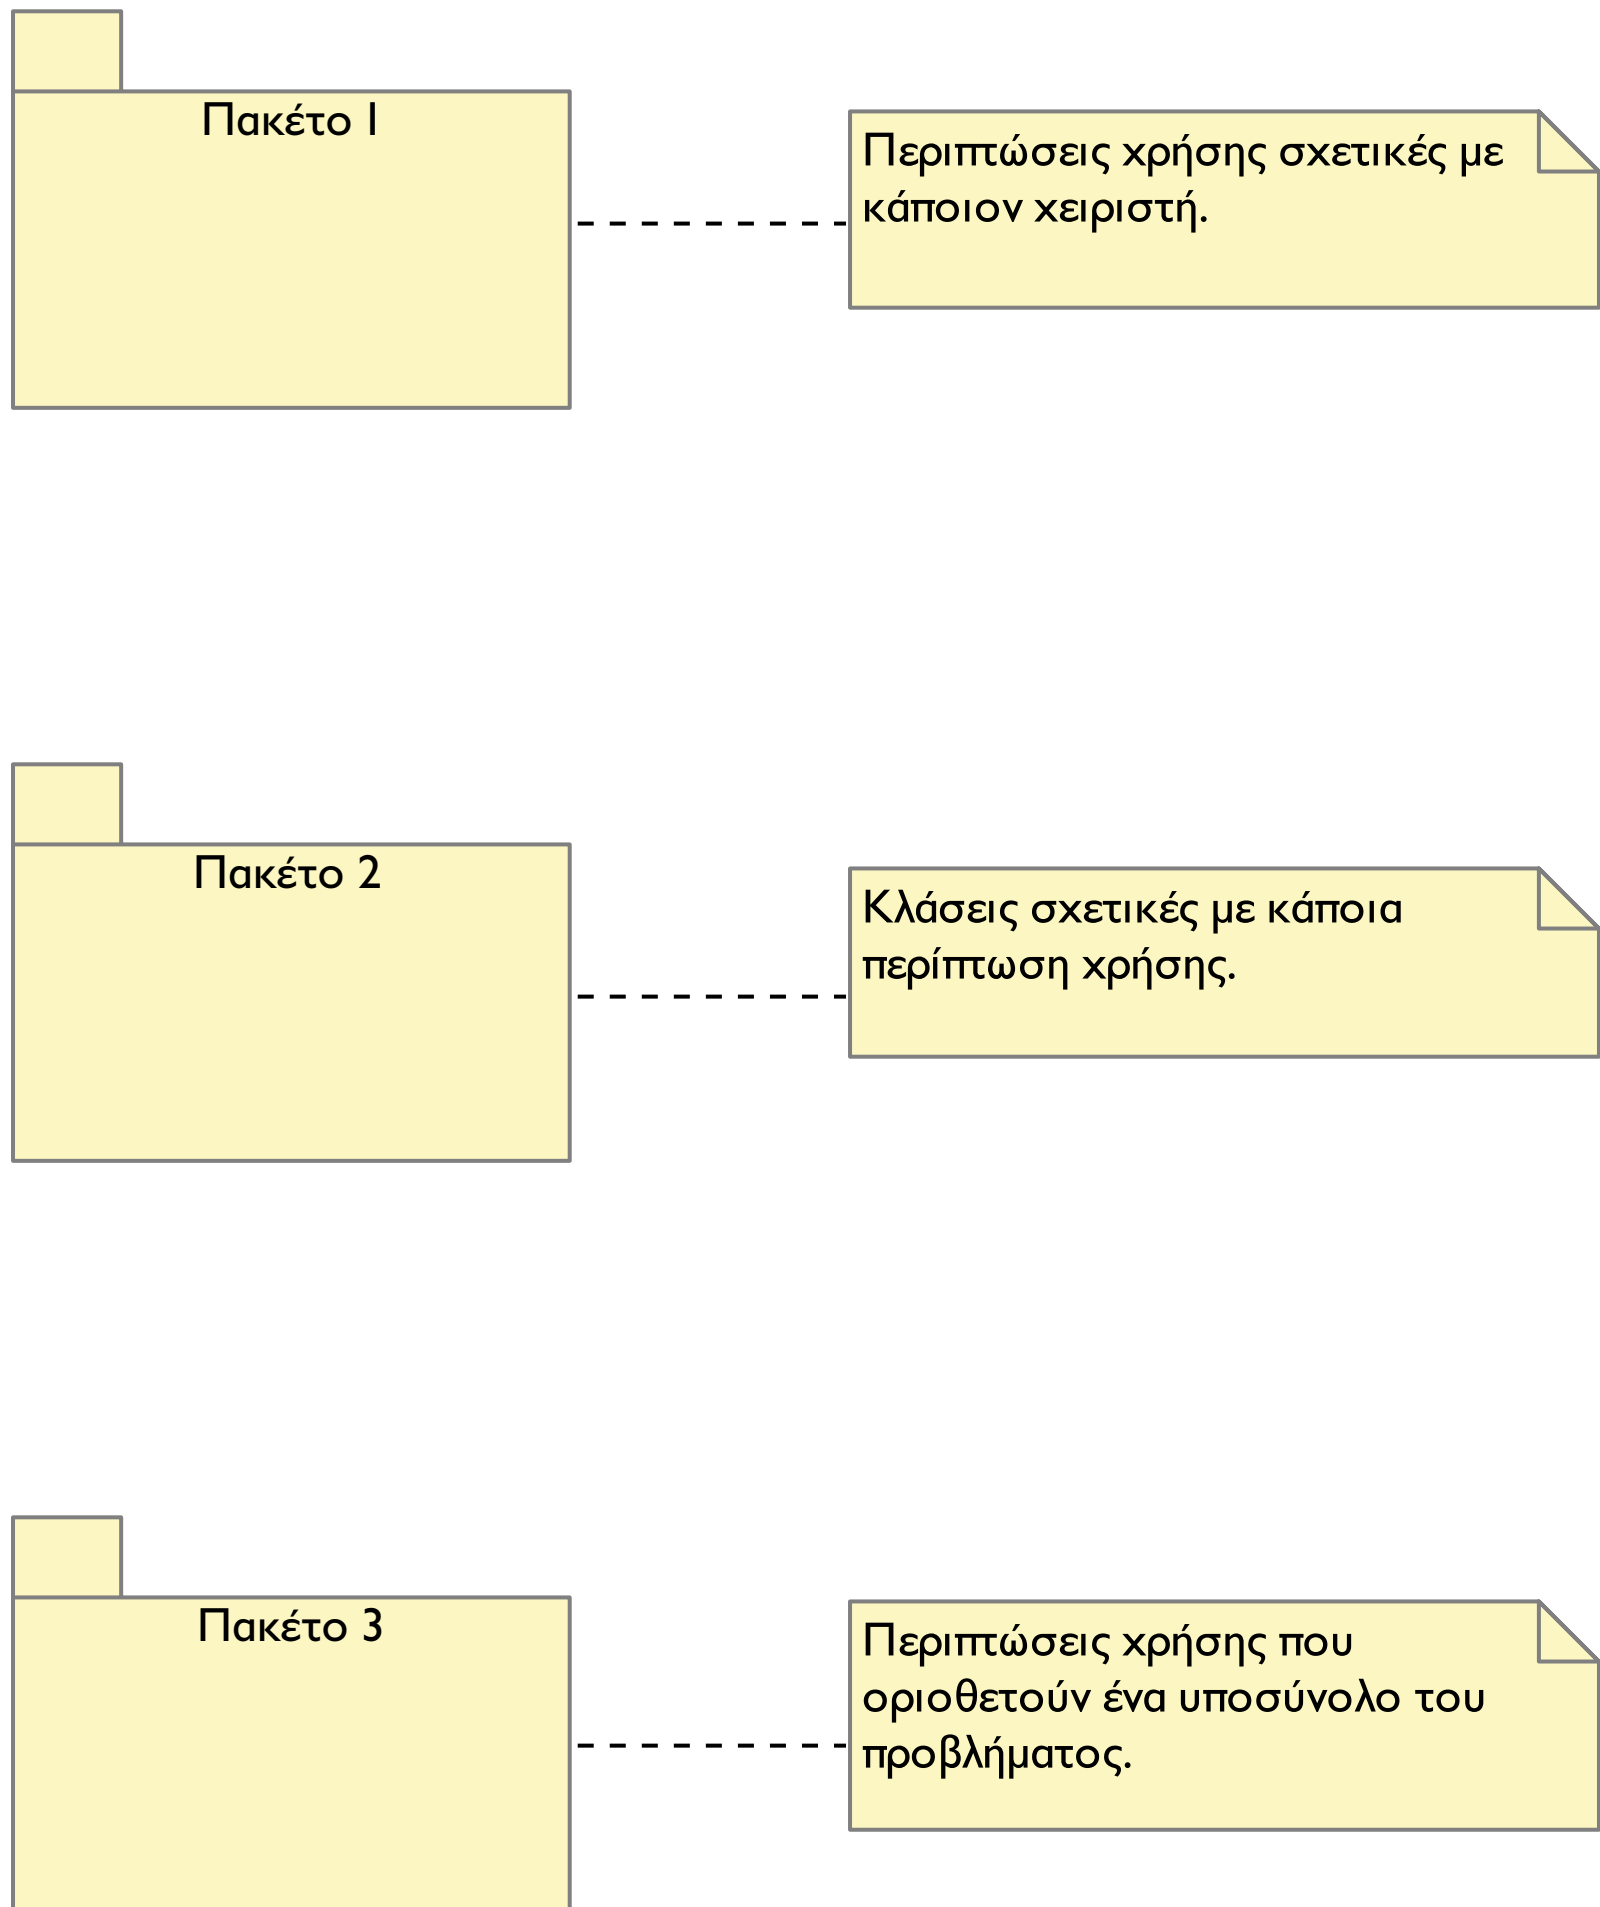 Πακέτο 1
Περιπτώσεις χρήσης σχετικές με
κάποιον χειριστή.
Πακέτο 2
Κλάσεις σχετικές με κάποια
περίπτωση χρήσης.
Πακέτο 3
Περιπτώσεις χρήσης που
οριοθετούν ένα υποσύνολο του
προβλήματος.